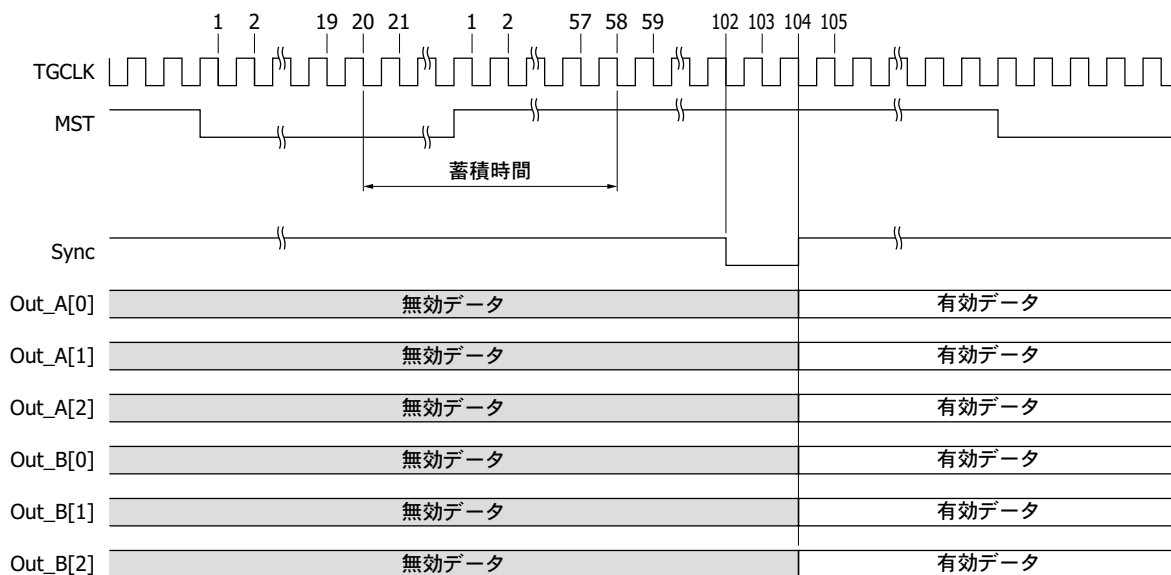 1 2 19 20 21 1 2 57 58 59 102 103 104 105
TGCLK
MST
蓄積時間
Sync
Out_A[0] 無効データ 有効データ
Out_A[1] 無効データ 有効データ
Out_A[2] 無効データ 有効データ
Out_B[0] 無効データ 有効データ
Out_B[1] 無効データ 有効データ
Out_B[2] 無効データ 有効データ